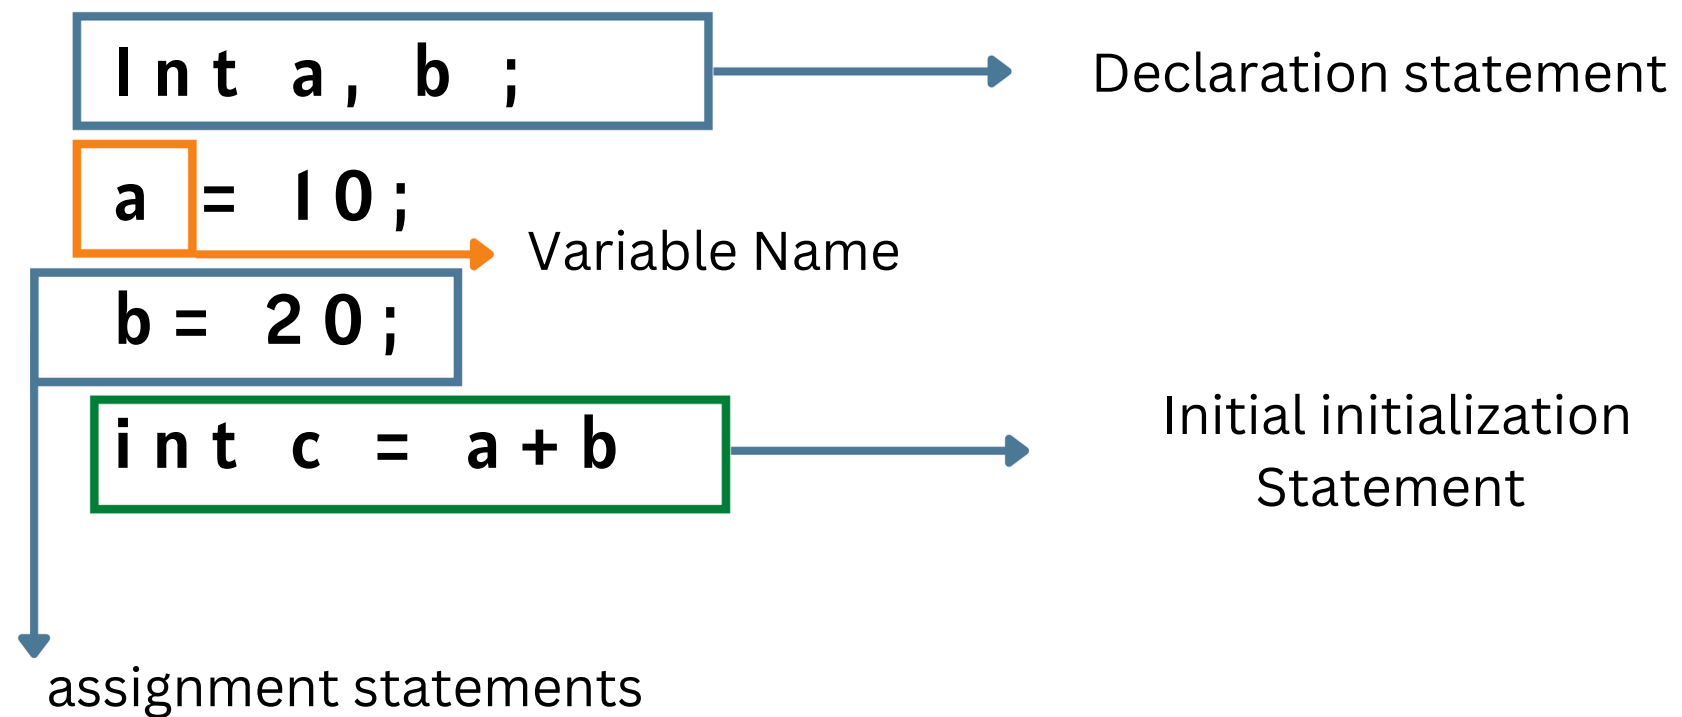 Int a, b ;
Declaration statement
a = 10;
Variable Name
b= 20;
int c = a+b
Initial initialization
Statement
assignment statements